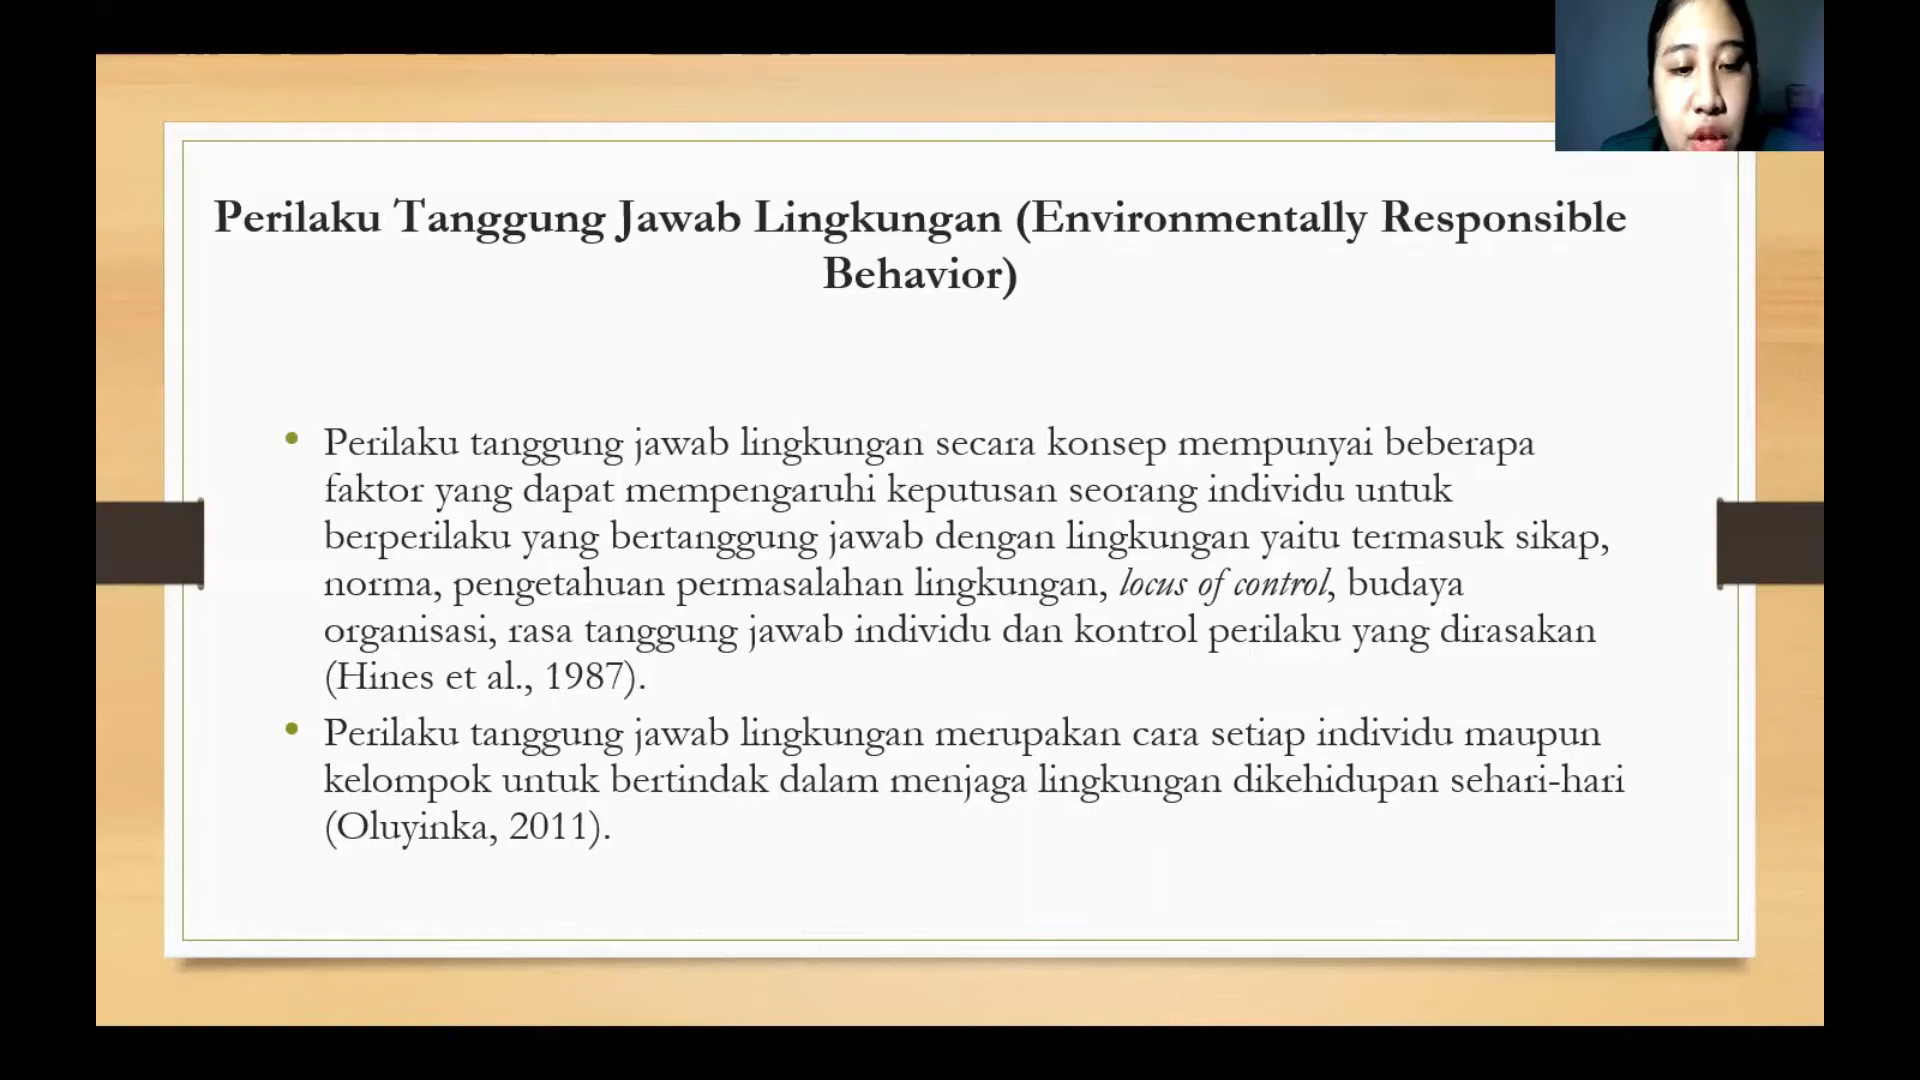 Perilaku Tanggung Jawab Lingkungan (Environmentally Responsible
Behavior)
• Perilaku tanggung jawab lingkungan secara konsep mempunyai beberapa
faktor yang dapat mempengaruhi keputusan seorang individu untuk
berperilaku yang bertanggung jawab dengan lingkungan yaitu termasuk sikap,
norma, pengetahuan permasalahan lingkungan, locus of control, budaya
organisasi, rasa tanggung jawab individu dan kontrol perilaku yang dirasakan
(Hines et al., 1987).
• Perilaku tanggung jawab lingkungan merupakan cara setiap individu maupun
kelompok untuk bertindak dalam menjaga lingkungan dikehidupan sehari-hari
(Oluyinka, 2011).